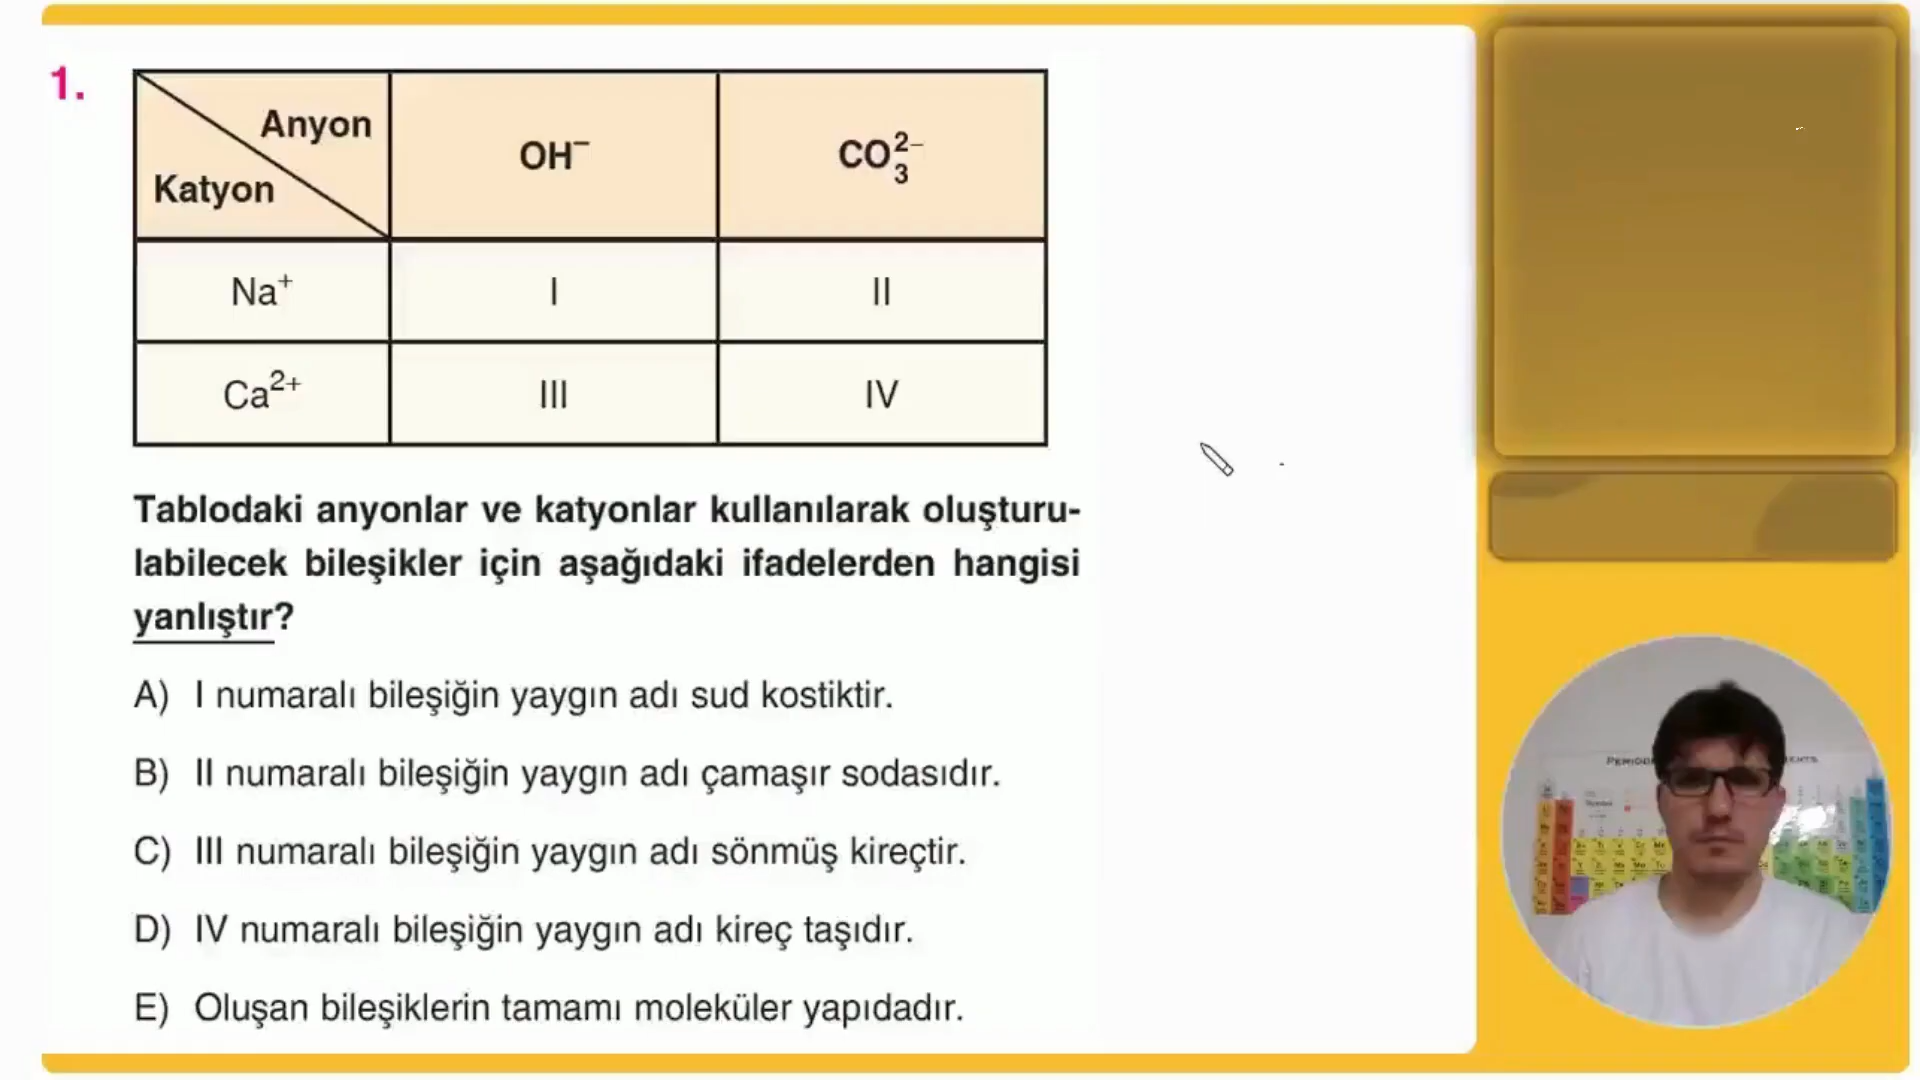 1.
Anyon
Katyon
OH⁻
CO₃²⁻
Na⁺
I
II
Ca²⁺
III
IV
Tablodaki anyonlar ve katyonlar kullanılarak oluşturu-
labilecek bileşikler için aşağıdaki ifadelerden hangisi
yanlıştır?
A) I numaralı bileşiğin yaygın adı sud kostiktir.
B) II numaralı bileşiğin yaygın adı çamaşır sodasıdır.
C) III numaralı bileşiğin yaygın adı sönmüş kireçtir.
D) IV numaralı bileşiğin yaygın adı kireç taşıdır.
E) Oluşan bileşiklerin tamamı moleküler yapıdadır.